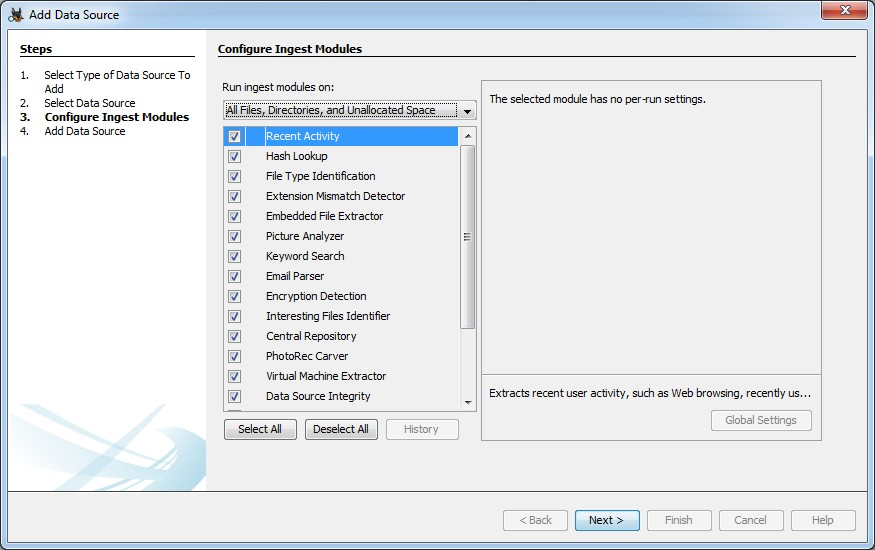 Add Data Source
Steps
1. Select Type of Data Source To
Add
2. Select Data Source
3. Configure Ingest Modules
4. Add Data Source
Configure Ingest Modules
Run ingest modules on:
All Files, Directories, and Unallocated Space
Recent Activity
Hash Lookup
File Type Identification
Extension Mismatch Detector
Embedded File Extractor
Picture Analyzer
Keyword Search
Email Parser
Encryption Detection
Interesting Files Identifier
Central Repository
PhotoRec Carver
Virtual Machine Extractor
Data Source Integrity
Select All
Deselect All
History
The selected module has no per-run settings.
Extracts recent user activity, such as Web browsing, recently us...
Global Settings
< Back
Next >
Finish
Cancel
Help